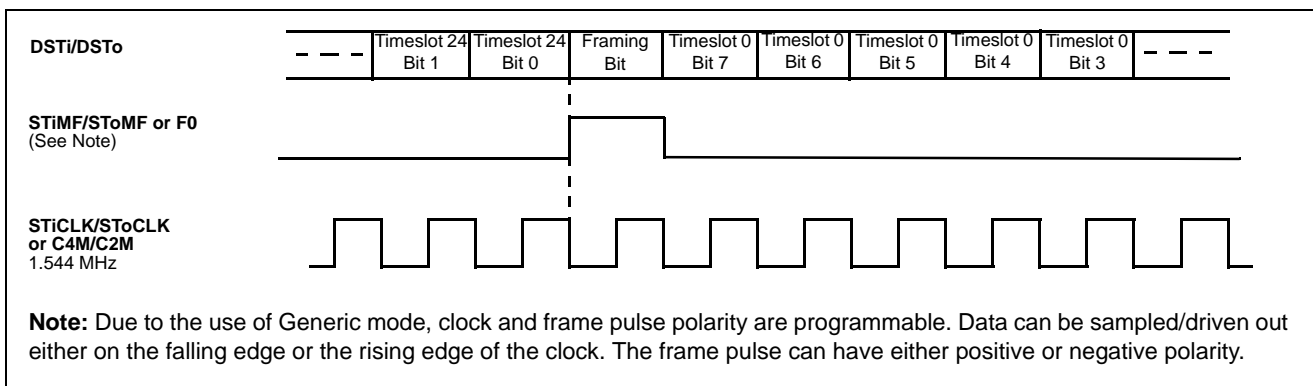 DSTi/DSTo
Timeslot 24 Timeslot 24 Framing Timeslot 0 Timeslot 0 Timeslot 0 Timeslot 0 Timeslot 0
Bit 1 Bit 0 Bit Bit 7 Bit 6 Bit 5 Bit 4 Bit 3
STiMF/SToMF or F0
(See Note)
STiCLK/SToCLK
or C4M/C2M
1.544 MHz
Note: Due to the use of Generic mode, clock and frame pulse polarity are programmable. Data can be sampled/driven out
either on the falling edge or the rising edge of the clock. The frame pulse can have either positive or negative polarity.